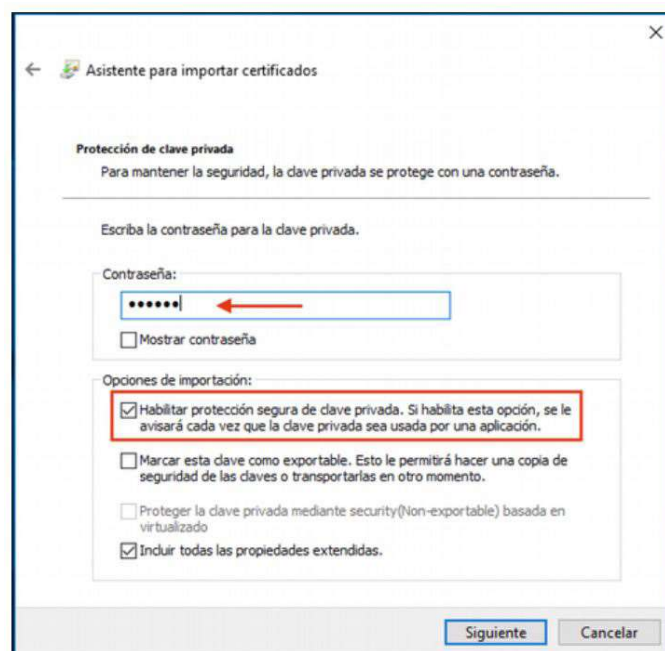 Asistente para importar certificados
Protección de clave privada
Para mantener la seguridad, la clave privada se protege con una contraseña.
Escriba la contraseña para la clave privada.
Contraseña:
••••••
Mostrar contraseña
Opciones de importación:
Habilitar protección segura de clave privada. Si habilita esta opción, se le
avisará cada vez que la clave privada sea usada por una aplicación.
Marcar esta clave como exportable. Esto le permitirá hacer una copia de
seguridad de las claves o transportarlas en otro momento.
Proteger la clave privada mediante security(Non-exportable) basada en
virtualizado
Incluir todas las propiedades extendidas.
Siguiente
Cancelar